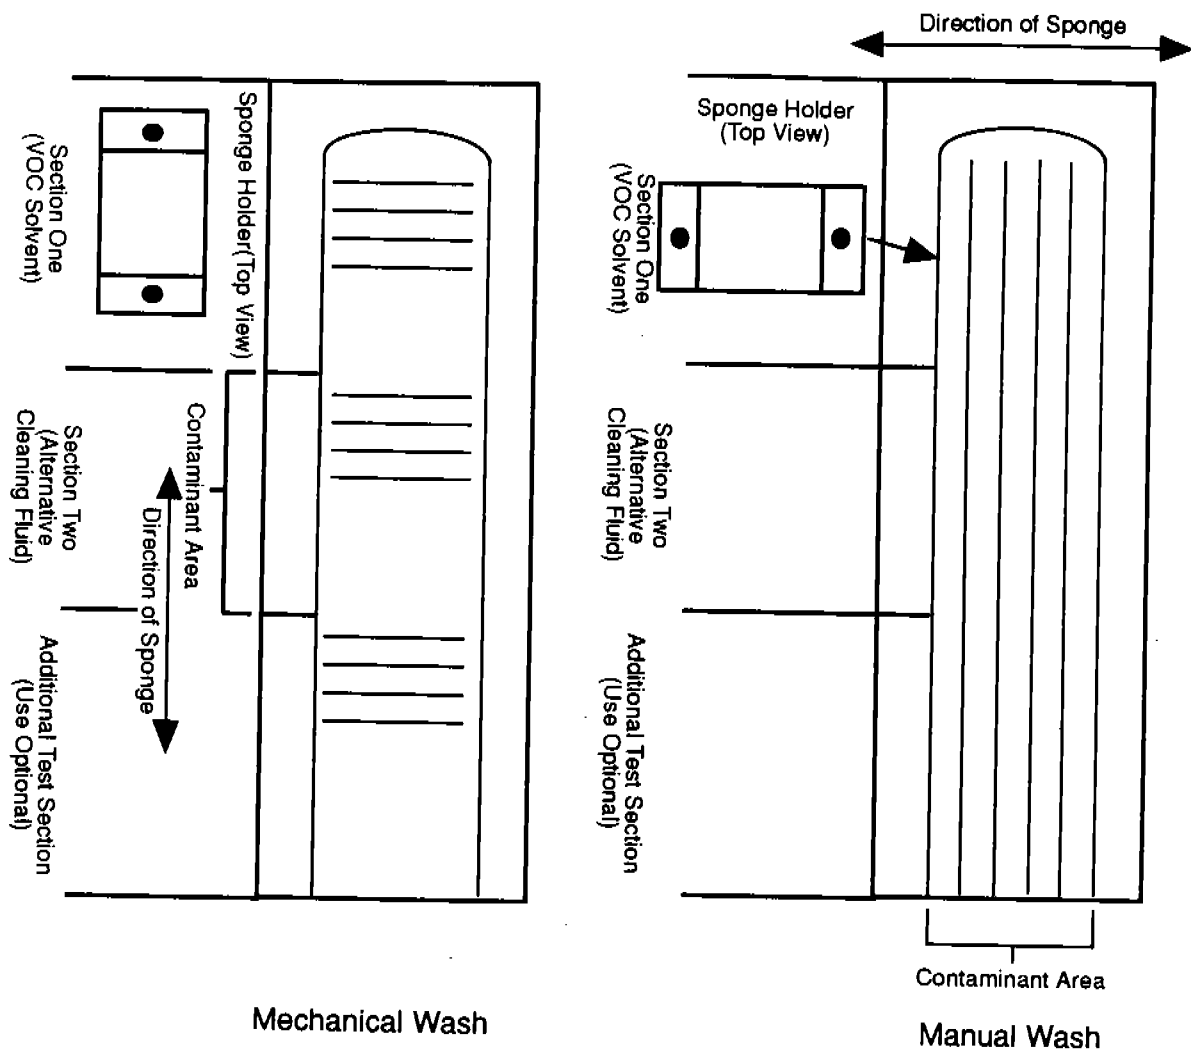 Direction of Sponge
Sponge Holder(Top View)
Section One
(VOC Solvent)
Contaminant Area
Direction of Sponge
Section Two
(Alternative
Cleaning Fluid)
Additional Test Section
(Use Optional)
Mechanical Wash
Sponge Holder
(Top View)
Section One
(VOC Solvent)
Section Two
(Alternative
Cleaning Fluid)
Additional Test Section
(Use Optional)
Contaminant Area
Manual Wash